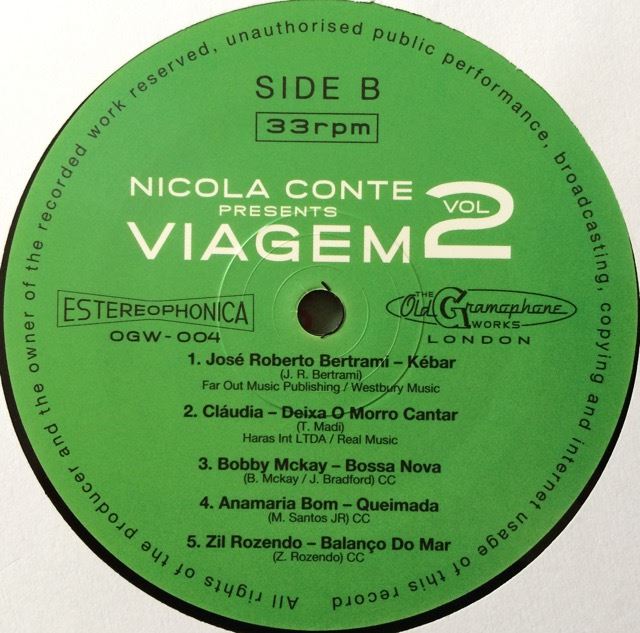 All rights of the producer and the owner of the recorded work reserved, unauthorised public performance, broadcasting, copying and internet usage of this record
SIDE B
33rpm
NICOLA CONTE
PRESENTS
VIAGEM VOL 2
ESTEREOPHONICA
OGW-004
THE
Old Gramophone
WORKS
LONDON
1. José Roberto Bertrami – Kébar
(J. R. Bertrami)
Far Out Music Publishing / Westbury Music
2. Cláudia – Deixa O Morro Cantar
(T. Madi)
Haras Int LTDA / Real Music
3. Bobby Mckay – Bossa Nova
(B. Mckay / J. Bradford) CC
4. Anamaria Bom – Queimada
(M. Santos JR) CC
5. Zil Rozendo – Balanço Do Mar
(Z. Rozendo) CC